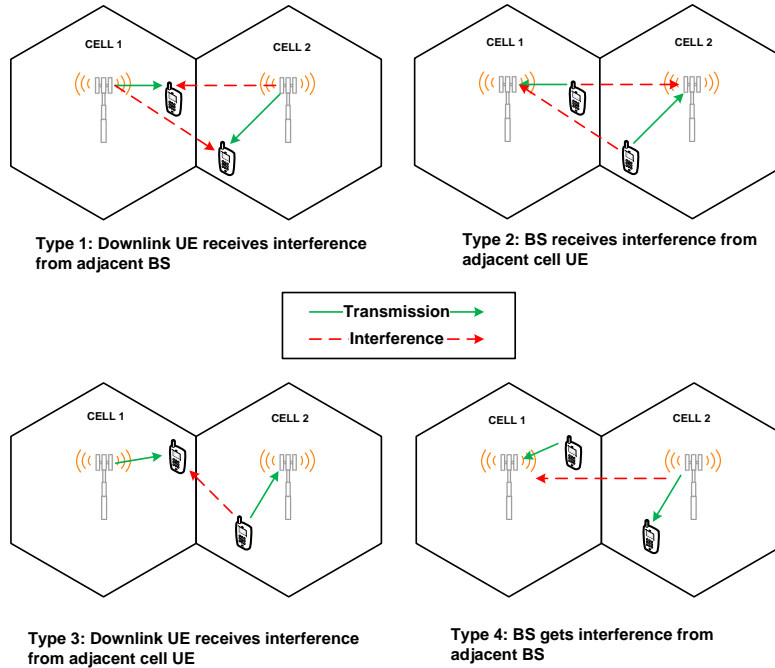 CELL 1
CELL 2
CELL 1
CELL 2
Type 1: Downlink UE receives interference
from adjacent BS
Type 2: BS receives interference from
adjacent cell UE
Transmission
Interference
CELL 1
CELL 2
CELL 1
CELL 2
Type 3: Downlink UE receives interference
from adjacent cell UE
Type 4: BS gets interference from
adjacent BS